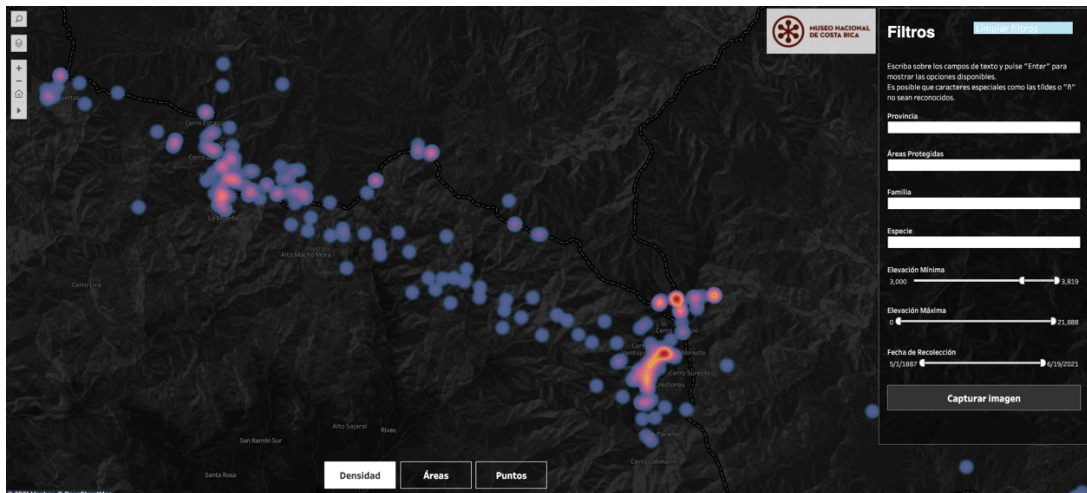 MUSEO NACIONAL
DE COSTA RICA
Filtros
Limpiar filtros
Escriba sobre los campos de texto y pulse "Enter" para
mostrar las opciones disponibles.
Es posible que caracteres especiales como las tildes o "ñ"
no sean reconocidos.
Provincia
Áreas Protegidas
Familia
Especie
Elevación Mínima
3,000
3,819
Elevación Máxima
0
21,888
Fecha de Recolección
5/1/1887
6/19/2021
Capturar imagen
La Muerte
Alto Macho Mora
Cerro Lira
Cerro Sureste
Crestones
Páramo
Cerro Lohmann
Alto Sajaral
Rivas
San Ramón Sur
Santa Rosa
Densidad
Áreas
Puntos